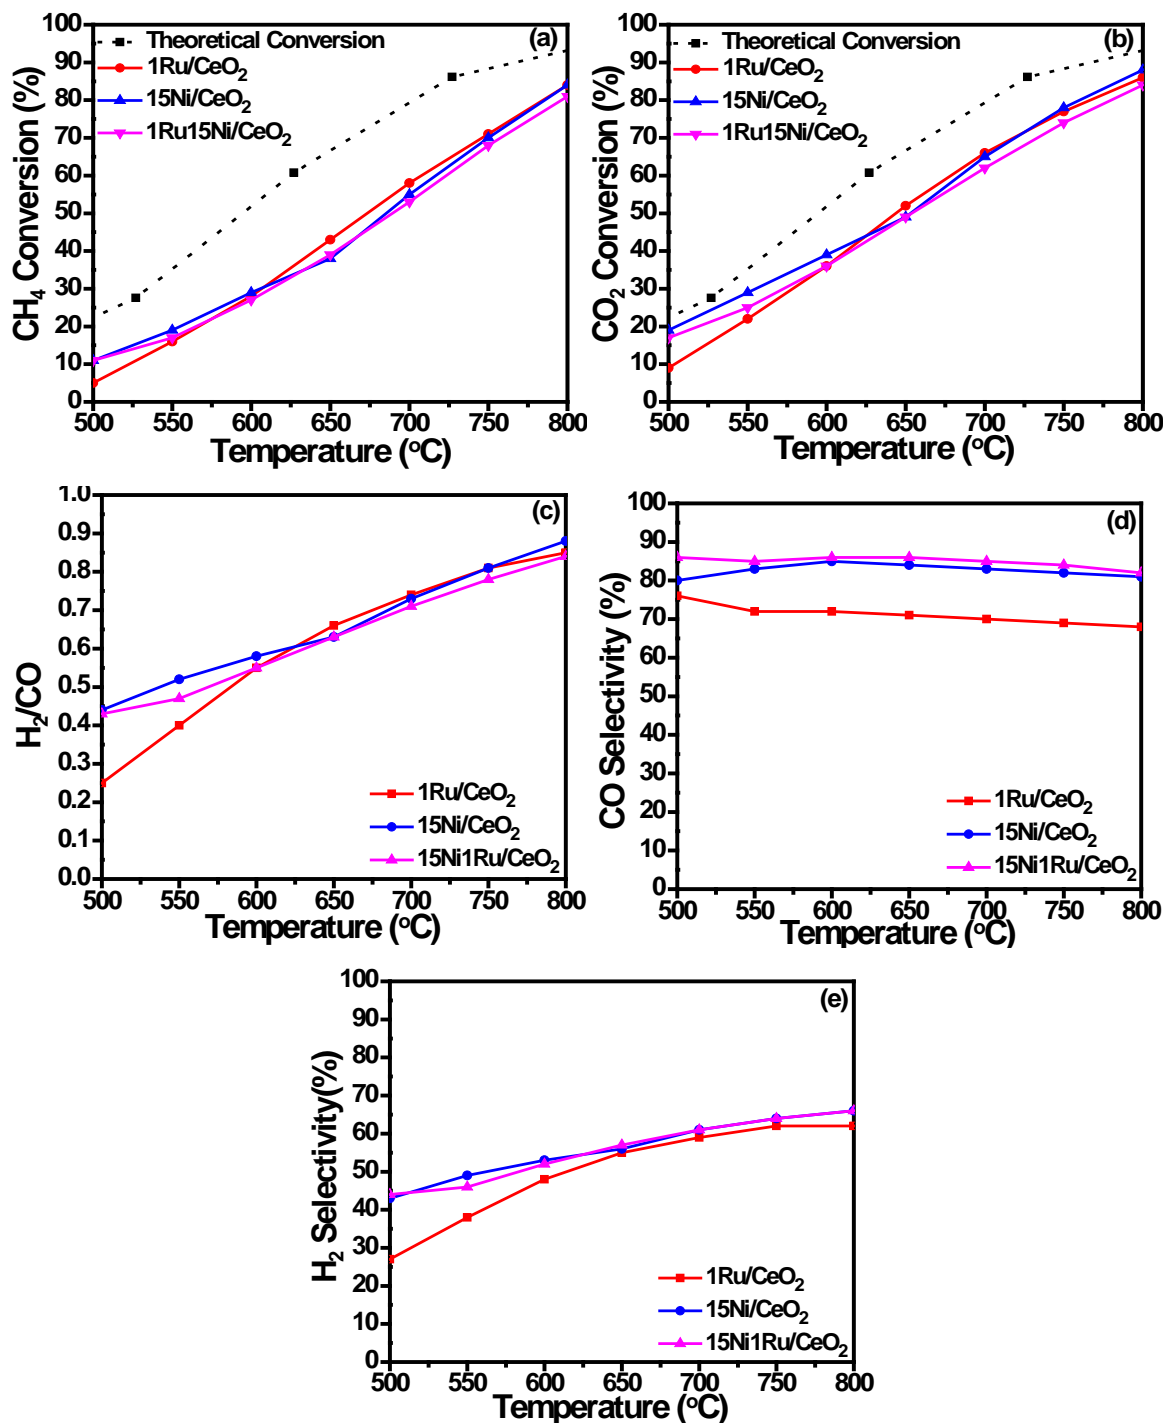 (a)
Theoretical Conversion
1Ru/CeO2
15Ni/CeO2
1Ru15Ni/CeO2
CH4 Conversion (%)
100
90
80
70
60
50
40
30
20
10
0
500 550 600 650 700 750 800
Temperature (oC)
(b)
Theoretical Conversion
1Ru/CeO2
15Ni/CeO2
1Ru15Ni/CeO2
CO2 Conversion (%)
100
90
80
70
60
50
40
30
20
10
0
500 550 600 650 700 750 800
Temperature (oC)
(c)
H2/CO
1.0
0.9
0.8
0.7
0.6
0.5
0.4
0.3
0.2
0.1
0.0
1Ru/CeO2
15Ni/CeO2
15Ni1Ru/CeO2
500 550 600 650 700 750 800
Temperature (oC)
(d)
CO Selectivity (%)
100
90
80
70
60
50
40
30
20
10
0
1Ru/CeO2
15Ni/CeO2
15Ni1Ru/CeO2
500 550 600 650 700 750 800
Temperature (oC)
(e)
H2 Selectivity(%)
100
90
80
70
60
50
40
30
20
10
0
1Ru/CeO2
15Ni/CeO2
15Ni1Ru/CeO2
500 550 600 650 700 750 800
Temperature (oC)